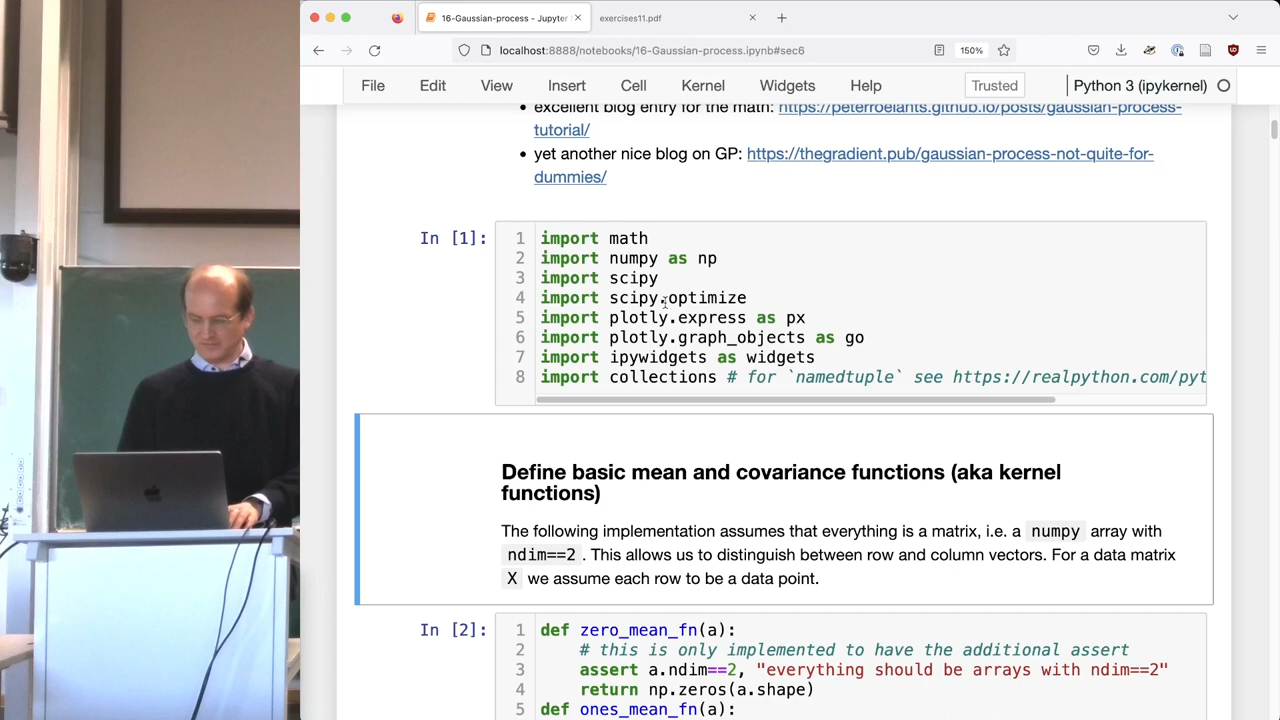 16-Gaussian-process - Jupyter
exercises11.pdf
localhost:8888/notebooks/16-Gaussian-process.ipynb#sec6
150%
File Edit View Insert Cell Kernel Widgets Help Trusted Python 3 (ipykernel)
excellent blog entry for the math: https://peterroelants.github.io/posts/gaussian-process-
tutorial/
yet another nice blog on GP: https://thegradient.pub/gaussian-process-not-quite-for-
dummies/
In [1]:
1 import math
2 import numpy as np
3 import scipy
4 import scipy.optimize
5 import plotly.express as px
6 import plotly.graph_objects as go
7 import ipywidgets as widgets
8 import collections # for `namedtuple` see https://realpython.com/pyt
Define basic mean and covariance functions (aka kernel
functions)
The following implementation assumes that everything is a matrix, i.e. a numpy array with
ndim==2 . This allows us to distinguish between row and column vectors. For a data matrix
X we assume each row to be a data point.
In [2]:
1 def zero_mean_fn(a):
2 # this is only implemented to have the additional assert
3 assert a.ndim==2, "everything should be arrays with ndim==2"
4 return np.zeros(a.shape)
5 def ones_mean_fn(a):